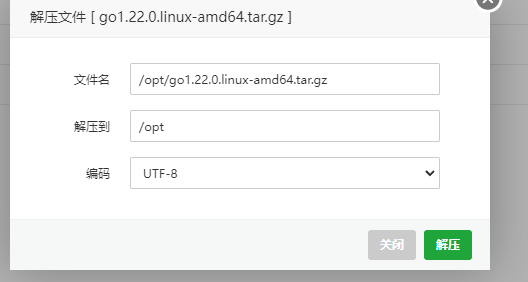 解压文件 [ go1.22.0.linux-amd64.tar.gz ]
文件名 /opt/go1.22.0.linux-amd64.tar.gz
解压到 /opt
编码 UTF-8
关闭 解压